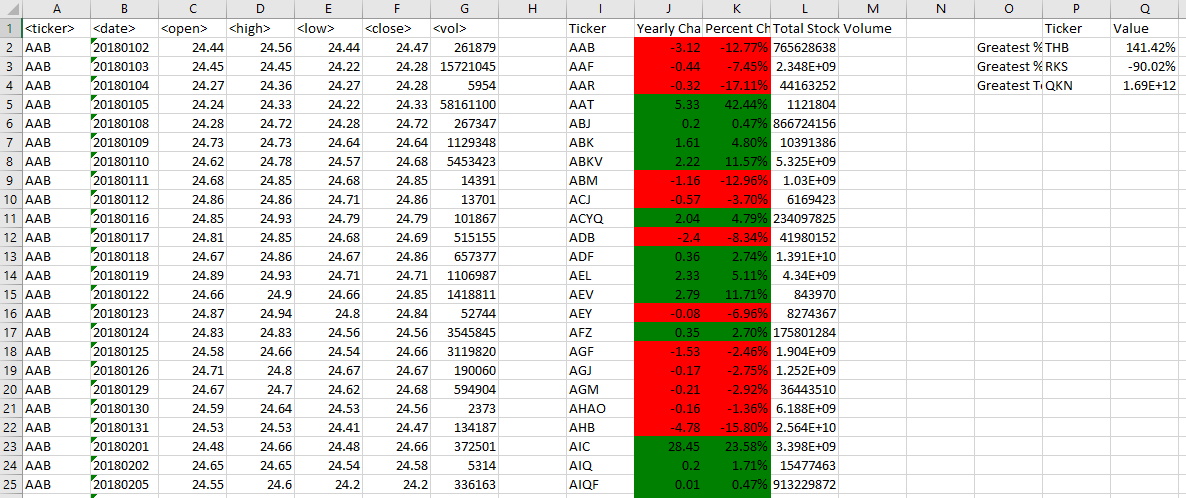 A B C D E F G H I J K L M N O P Q
1 <ticker> <date> <open> <high> <low> <close> <vol> Ticker Yearly Cha Percent Ch Total Stock Volume Ticker Value
2 AAB 20180102 24.44 24.56 24.44 24.47 261879 AAB -3.12 -12.77% 765628638 Greatest % THB 141.42%
3 AAB 20180103 24.45 24.45 24.22 24.28 15721045 AAF -0.44 -7.45% 2.348E+09 Greatest % RKS -90.02%
4 AAB 20180104 24.27 24.36 24.27 24.28 5954 AAR -0.32 -17.11% 44163252 Greatest To QKN 1.69E+12
5 AAB 20180105 24.24 24.33 24.22 24.33 58161100 AAT 5.33 42.44% 1121804
6 AAB 20180108 24.28 24.72 24.28 24.72 267347 ABJ 0.2 0.47% 866724156
7 AAB 20180109 24.73 24.73 24.64 24.64 1129348 ABK 1.61 4.80% 10391386
8 AAB 20180110 24.62 24.78 24.57 24.68 5453423 ABKV 2.22 11.57% 5.325E+09
9 AAB 20180111 24.68 24.85 24.68 24.85 14391 ABM -1.16 -12.96% 1.03E+09
10 AAB 20180112 24.86 24.86 24.71 24.86 13701 ACJ -0.57 -3.70% 6169423
11 AAB 20180116 24.85 24.93 24.79 24.79 101867 ACYQ 2.04 4.79% 234097825
12 AAB 20180117 24.81 24.85 24.68 24.69 515155 ADB -2.4 -8.34% 41980152
13 AAB 20180118 24.67 24.86 24.67 24.86 657377 ADF 0.36 2.74% 1.391E+10
14 AAB 20180119 24.89 24.93 24.71 24.71 1106987 AEL 2.33 5.11% 4.34E+09
15 AAB 20180122 24.66 24.9 24.66 24.85 1418811 AEV 2.79 11.71% 843970
16 AAB 20180123 24.87 24.94 24.8 24.84 52744 AEY -0.08 -6.96% 8274367
17 AAB 20180124 24.83 24.83 24.56 24.56 3545845 AFZ 0.35 2.70% 175801284
18 AAB 20180125 24.58 24.66 24.54 24.66 3119820 AGF -1.53 -2.46% 1.904E+09
19 AAB 20180126 24.71 24.8 24.67 24.67 190060 AGJ -0.17 -2.75% 1.252E+09
20 AAB 20180129 24.67 24.7 24.62 24.68 594904 AGM -0.21 -2.92% 36443510
21 AAB 20180130 24.59 24.64 24.53 24.56 2373 AHAO -0.16 -1.36% 6.188E+09
22 AAB 20180131 24.53 24.53 24.41 24.47 134187 AHB -4.78 -15.80% 2.564E+10
23 AAB 20180201 24.48 24.66 24.48 24.66 372501 AIC 28.45 23.58% 3.398E+09
24 AAB 20180202 24.65 24.65 24.54 24.58 5314 AIQ 0.2 1.71% 15477463
25 AAB 20180205 24.55 24.6 24.2 24.2 336163 AIQF 0.01 0.47% 913229872